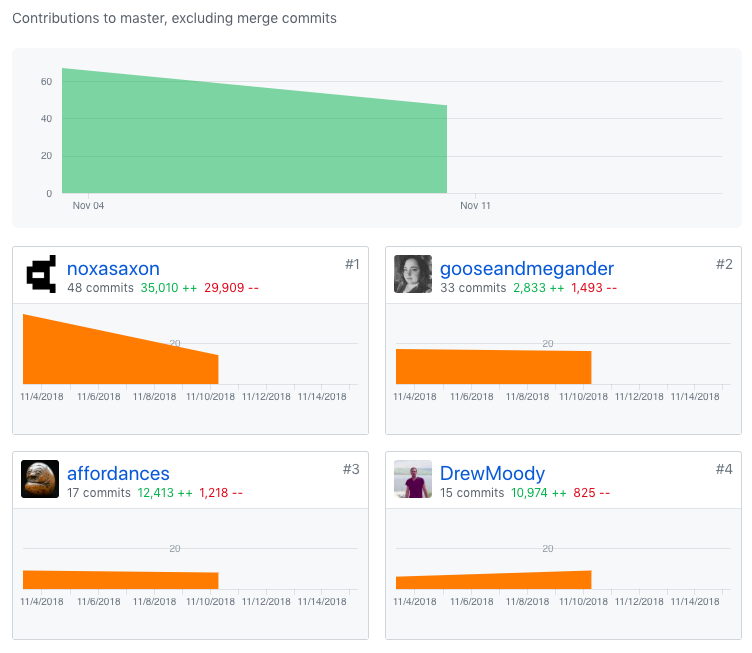 Contributions to master, excluding merge commits
60
40
20
0
Nov 04 Nov 11
noxasaxon #1
48 commits 35,010 ++ 29,909 --
20
11/4/2018 11/6/2018 11/8/2018 11/10/2018 11/12/2018 11/14/2018
gooseandmegander #2
33 commits 2,833 ++ 1,493 --
20
11/4/2018 11/6/2018 11/8/2018 11/10/2018 11/12/2018 11/14/2018
affordances #3
17 commits 12,413 ++ 1,218 --
20
11/4/2018 11/6/2018 11/8/2018 11/10/2018 11/12/2018 11/14/2018
DrewMoody #4
15 commits 10,974 ++ 825 --
20
11/4/2018 11/6/2018 11/8/2018 11/10/2018 11/12/2018 11/14/2018